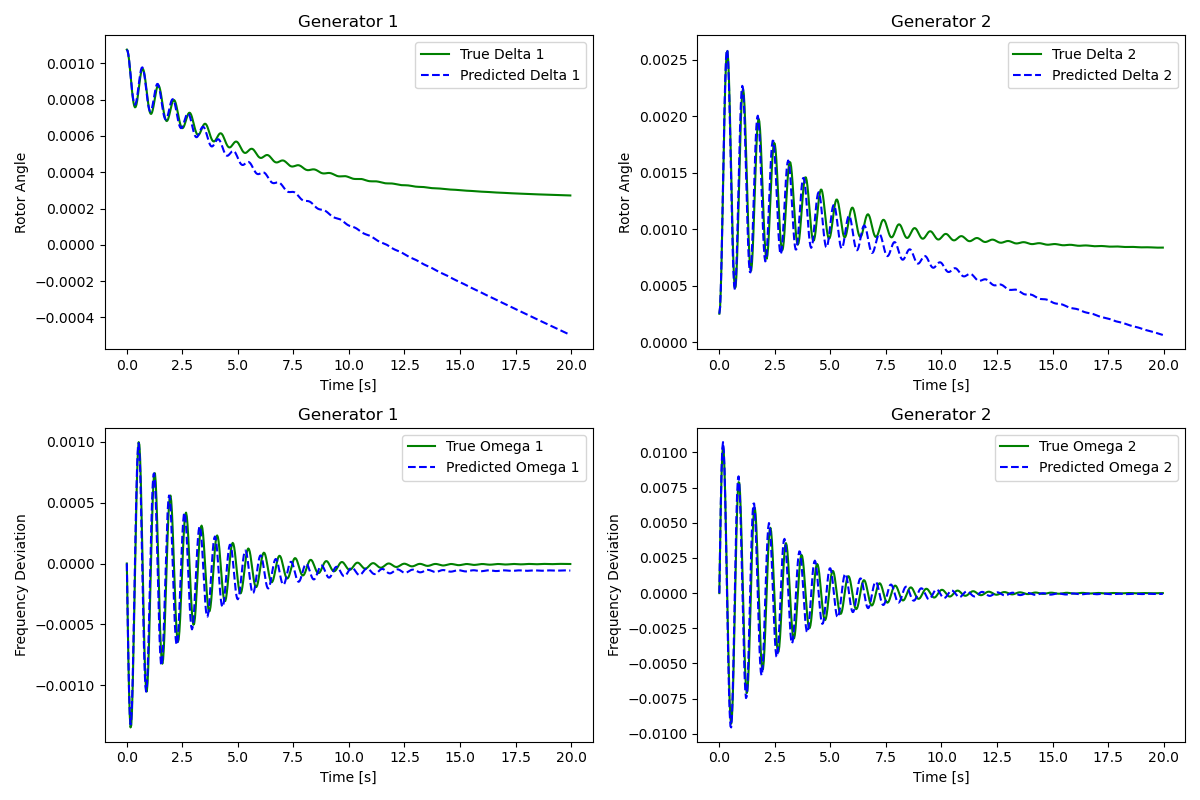 Generator 1
True Delta 1
Predicted Delta 1
0.0010
0.0008
0.0006
0.0004
0.0002
0.0000
−0.0002
−0.0004
Rotor Angle
0.0 2.5 5.0 7.5 10.0 12.5 15.0 17.5 20.0
Time [s]
Generator 2
True Delta 2
Predicted Delta 2
0.0025
0.0020
0.0015
0.0010
0.0005
0.0000
Rotor Angle
0.0 2.5 5.0 7.5 10.0 12.5 15.0 17.5 20.0
Time [s]
Generator 1
True Omega 1
Predicted Omega 1
0.0010
0.0005
0.0000
−0.0005
−0.0010
Frequency Deviation
0.0 2.5 5.0 7.5 10.0 12.5 15.0 17.5 20.0
Time [s]
Generator 2
True Omega 2
Predicted Omega 2
0.0100
0.0075
0.0050
0.0025
0.0000
−0.0025
−0.0050
−0.0075
−0.0100
Frequency Deviation
0.0 2.5 5.0 7.5 10.0 12.5 15.0 17.5 20.0
Time [s]